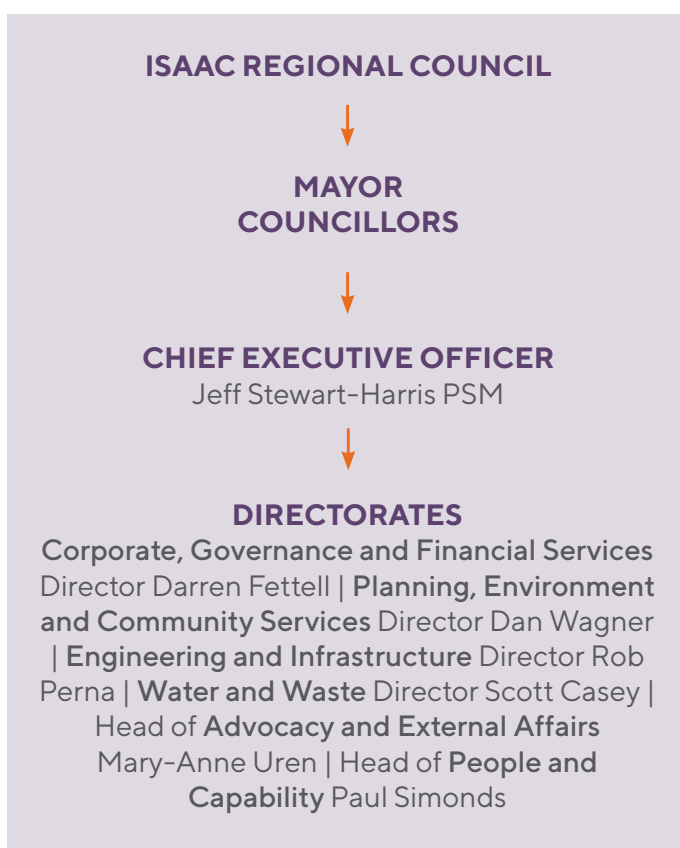 ISAAC REGIONAL COUNCIL
MAYOR
COUNCILLORS
CHIEF EXECUTIVE OFFICER
Jeff Stewart-Harris PSM
DIRECTORATES
Corporate, Governance and Financial Services
Director Darren Fettell | Planning, Environment
and Community Services Director Dan Wagner
| Engineering and Infrastructure Director Rob
Perna | Water and Waste Director Scott Casey |
Head of Advocacy and External Affairs
Mary-Anne Uren | Head of People and
Capability Paul Simonds